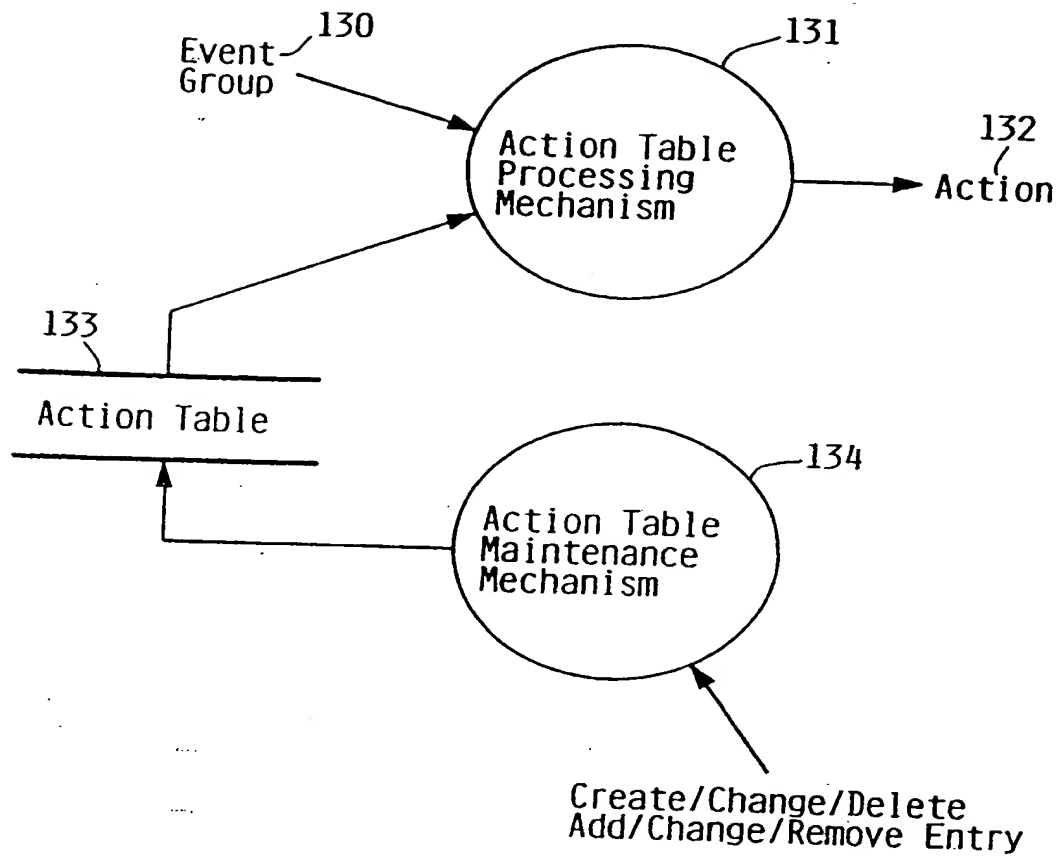 130
Event
Group
131
Action Table
Processing
Mechanism
132
Action
133
Action Table
134
Action Table
Maintenance
Mechanism
Create/Change/Delete
Add/Change/Remove Entry